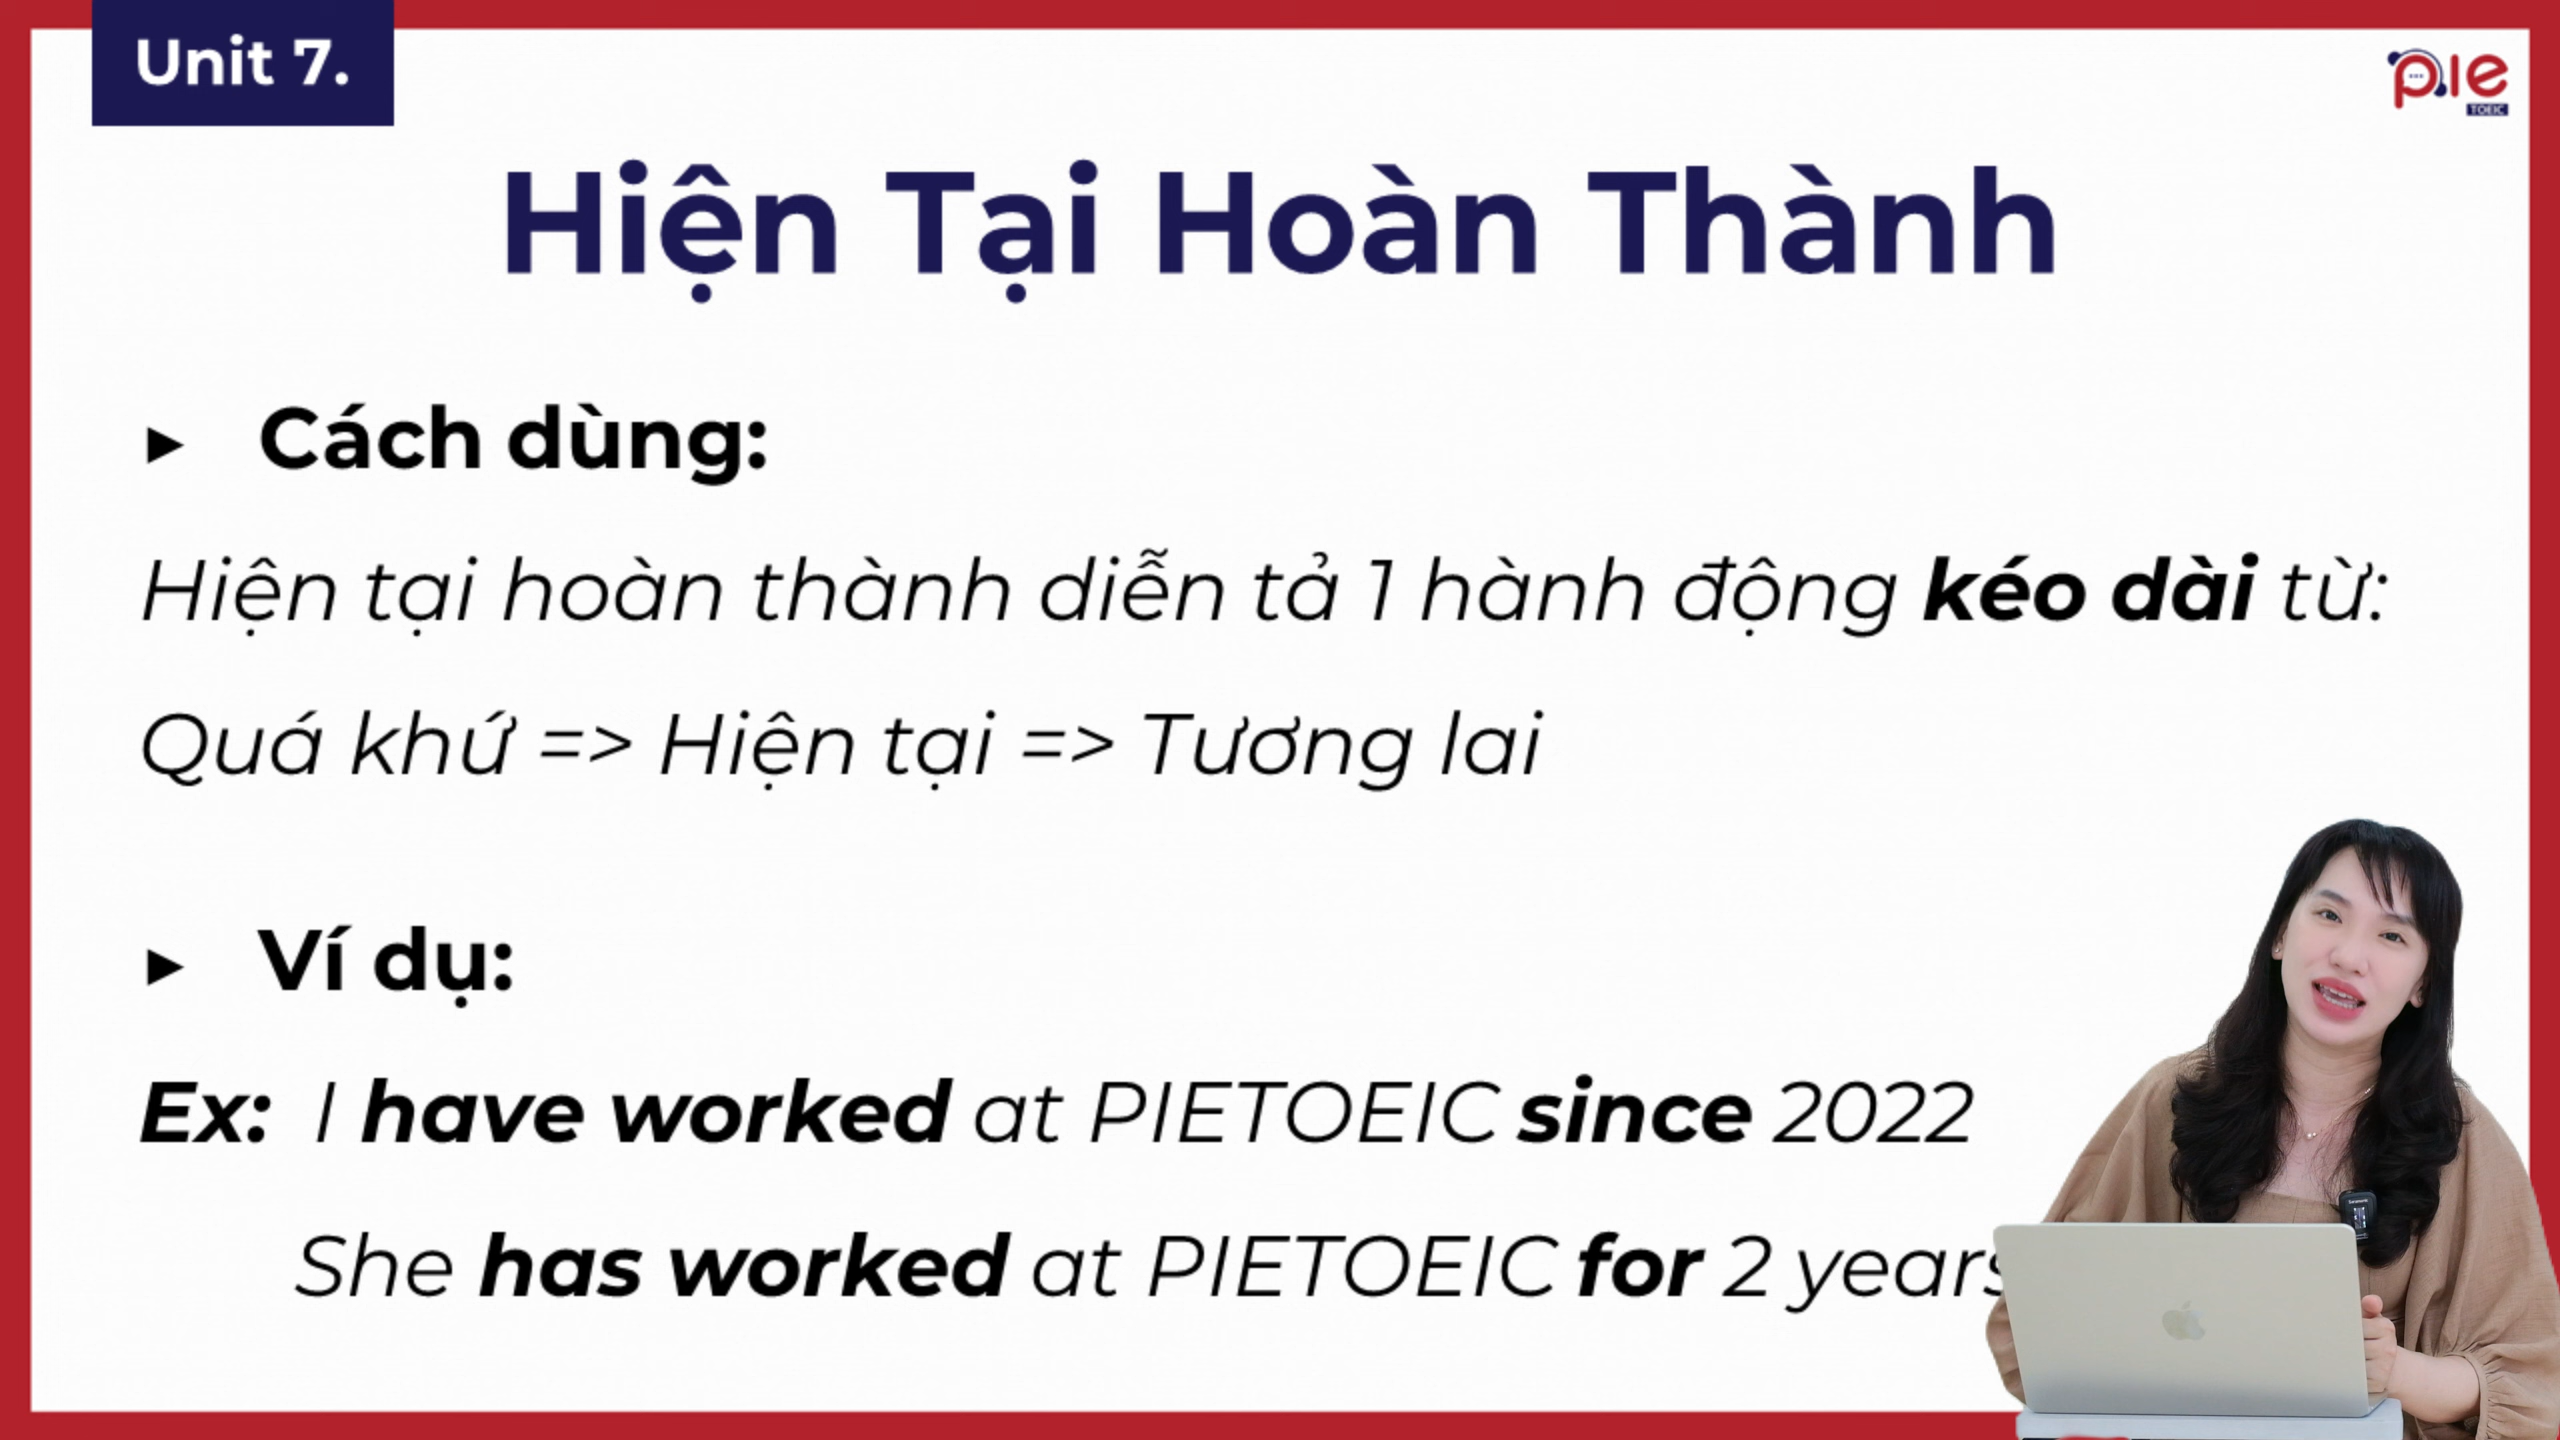 Unit 7.
PIE
TOEIC
Hiện Tại Hoàn Thành
► Cách dùng:
Hiện tại hoàn thành diễn tả 1 hành động kéo dài từ:
Quá khứ => Hiện tại => Tương lai
► Ví dụ:
Ex: I have worked at PIETOEIC since 2022
She has worked at PIETOEIC for 2 years